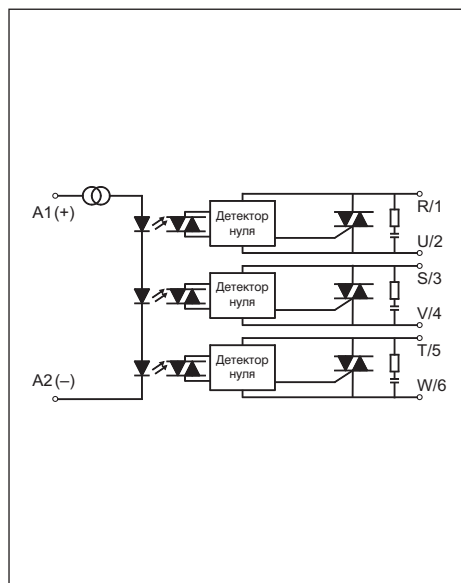 A1 (+)
R/1
Детектор
нуля
U/2
S/3
Детектор
нуля
V/4
T/5
Детектор
нуля
A2 (–)
W/6